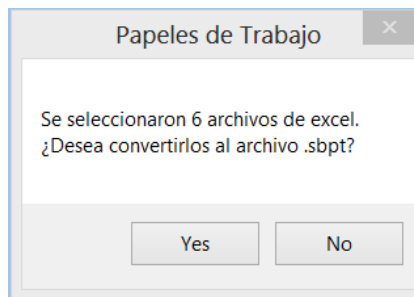 Papeles de Trabajo
Se seleccionaron 6 archivos de excel.
¿Desea convertirlos al archivo .sbpt?
Yes
No